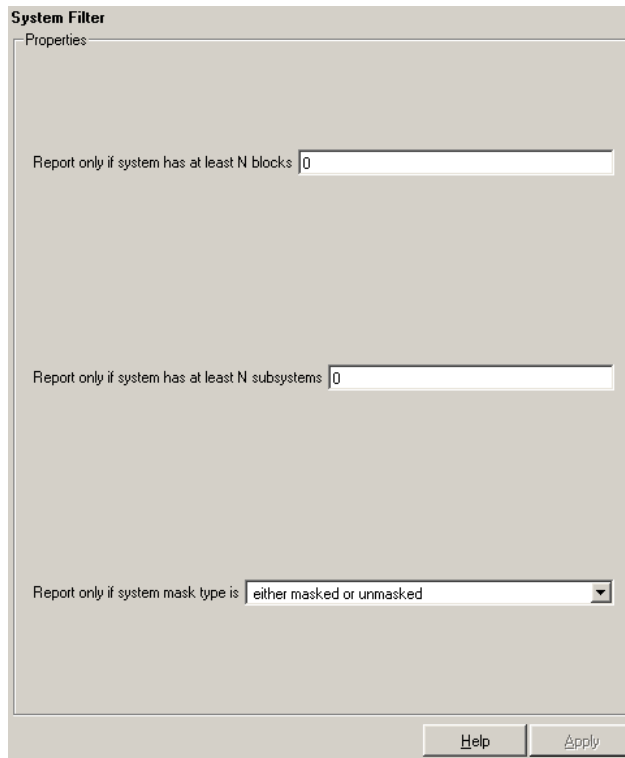 System Filter
Properties
Report only if system has at least N blocks 0
Report only if system has at least N subsystems 0
Report only if system mask type is either masked or unmasked
Help Apply